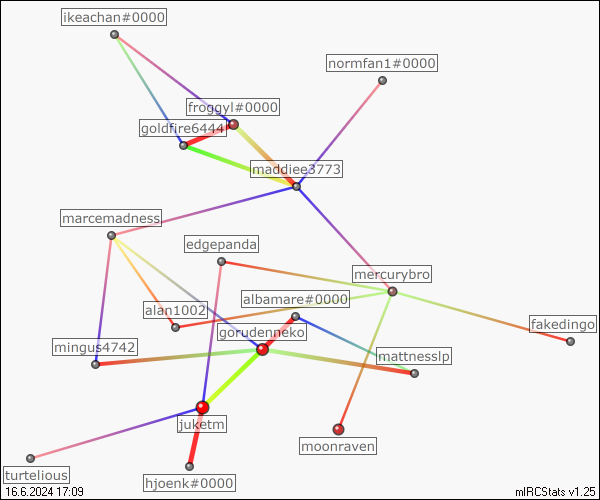 ikeachan#0000
normfan1#0000
froggyl#0000
goldfire6444
maddiee3773
marcemadness
edgepanda
mercurybro
albamare#0000
alan1002
fakedingo
gorudenneko
mingus4742
mattnesslp
juketm
moonraven
turtelious
hjoenk#0000
16.6.2024 17:09
mIRCStats v1.25